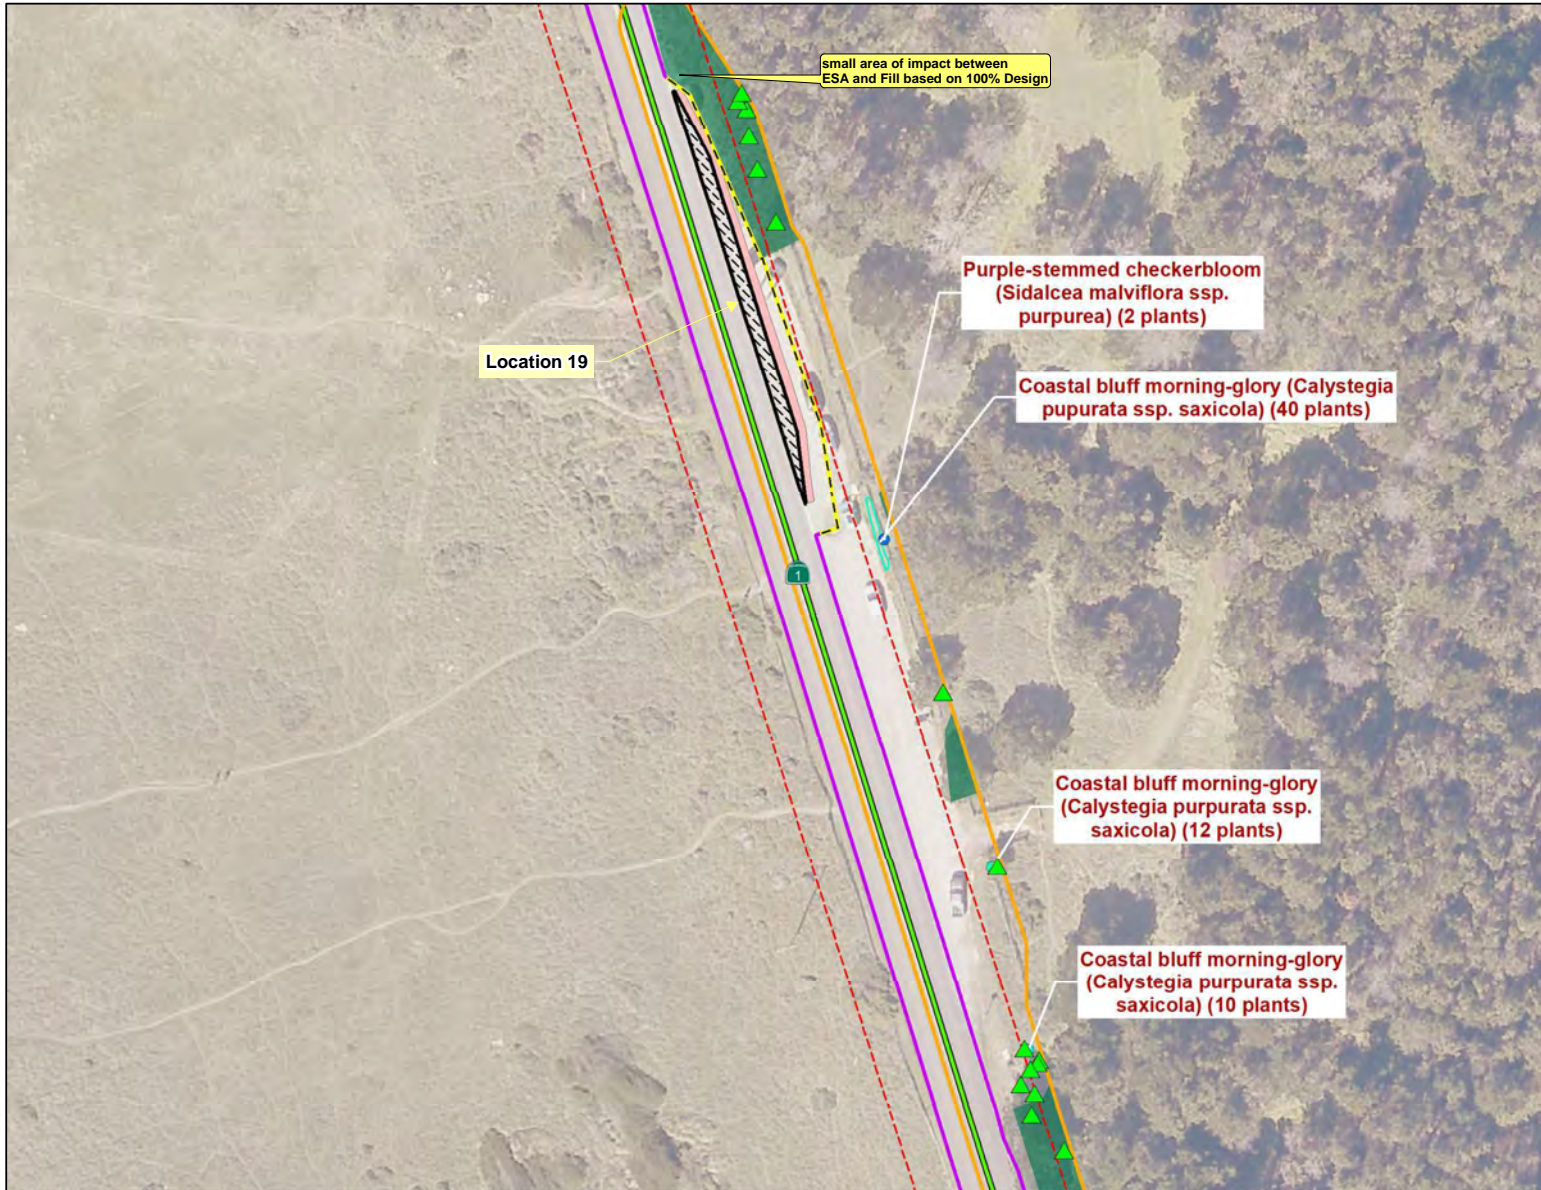 small area of impact between
ESA and Fill based on 100% Design
Purple-stemmed checkerbloom
(Sidalcea malviflora ssp.
purpurea) (2 plants)
Location 19
Coastal bluff morning-glory (Calystegia
pupurata ssp. saxicola) (40 plants)
1
Coastal bluff morning-glory
(Calystegia purpurata ssp.
saxicola) (12 plants)
Coastal bluff morning-glory
(Calystegia purpurata ssp.
saxicola) (10 plants)